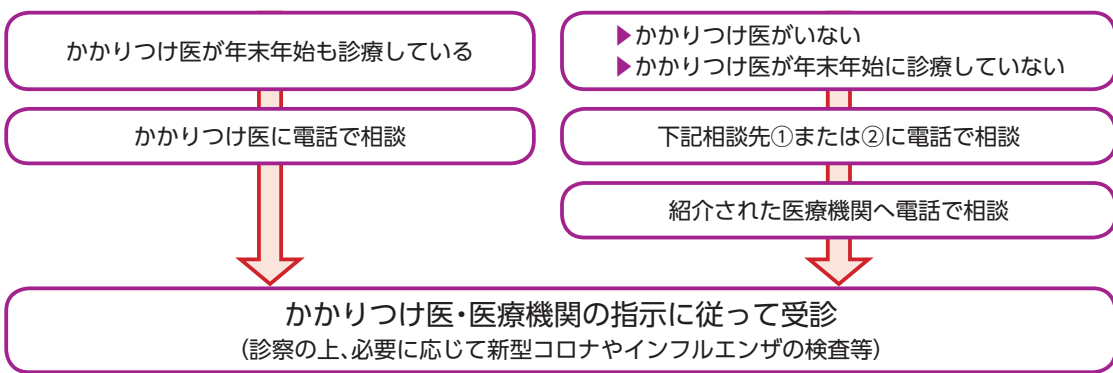 かかりつけ医が年末年始も診療している
かかりつけ医に電話で相談
▶かかりつけ医がいない
▶かかりつけ医が年末年始に診療していない
下記相談先①または②に電話で相談
紹介された医療機関へ電話で相談
かかりつけ医・医療機関の指示に従って受診
(診察の上、必要に応じて新型コロナやインフルエンザの検査等)